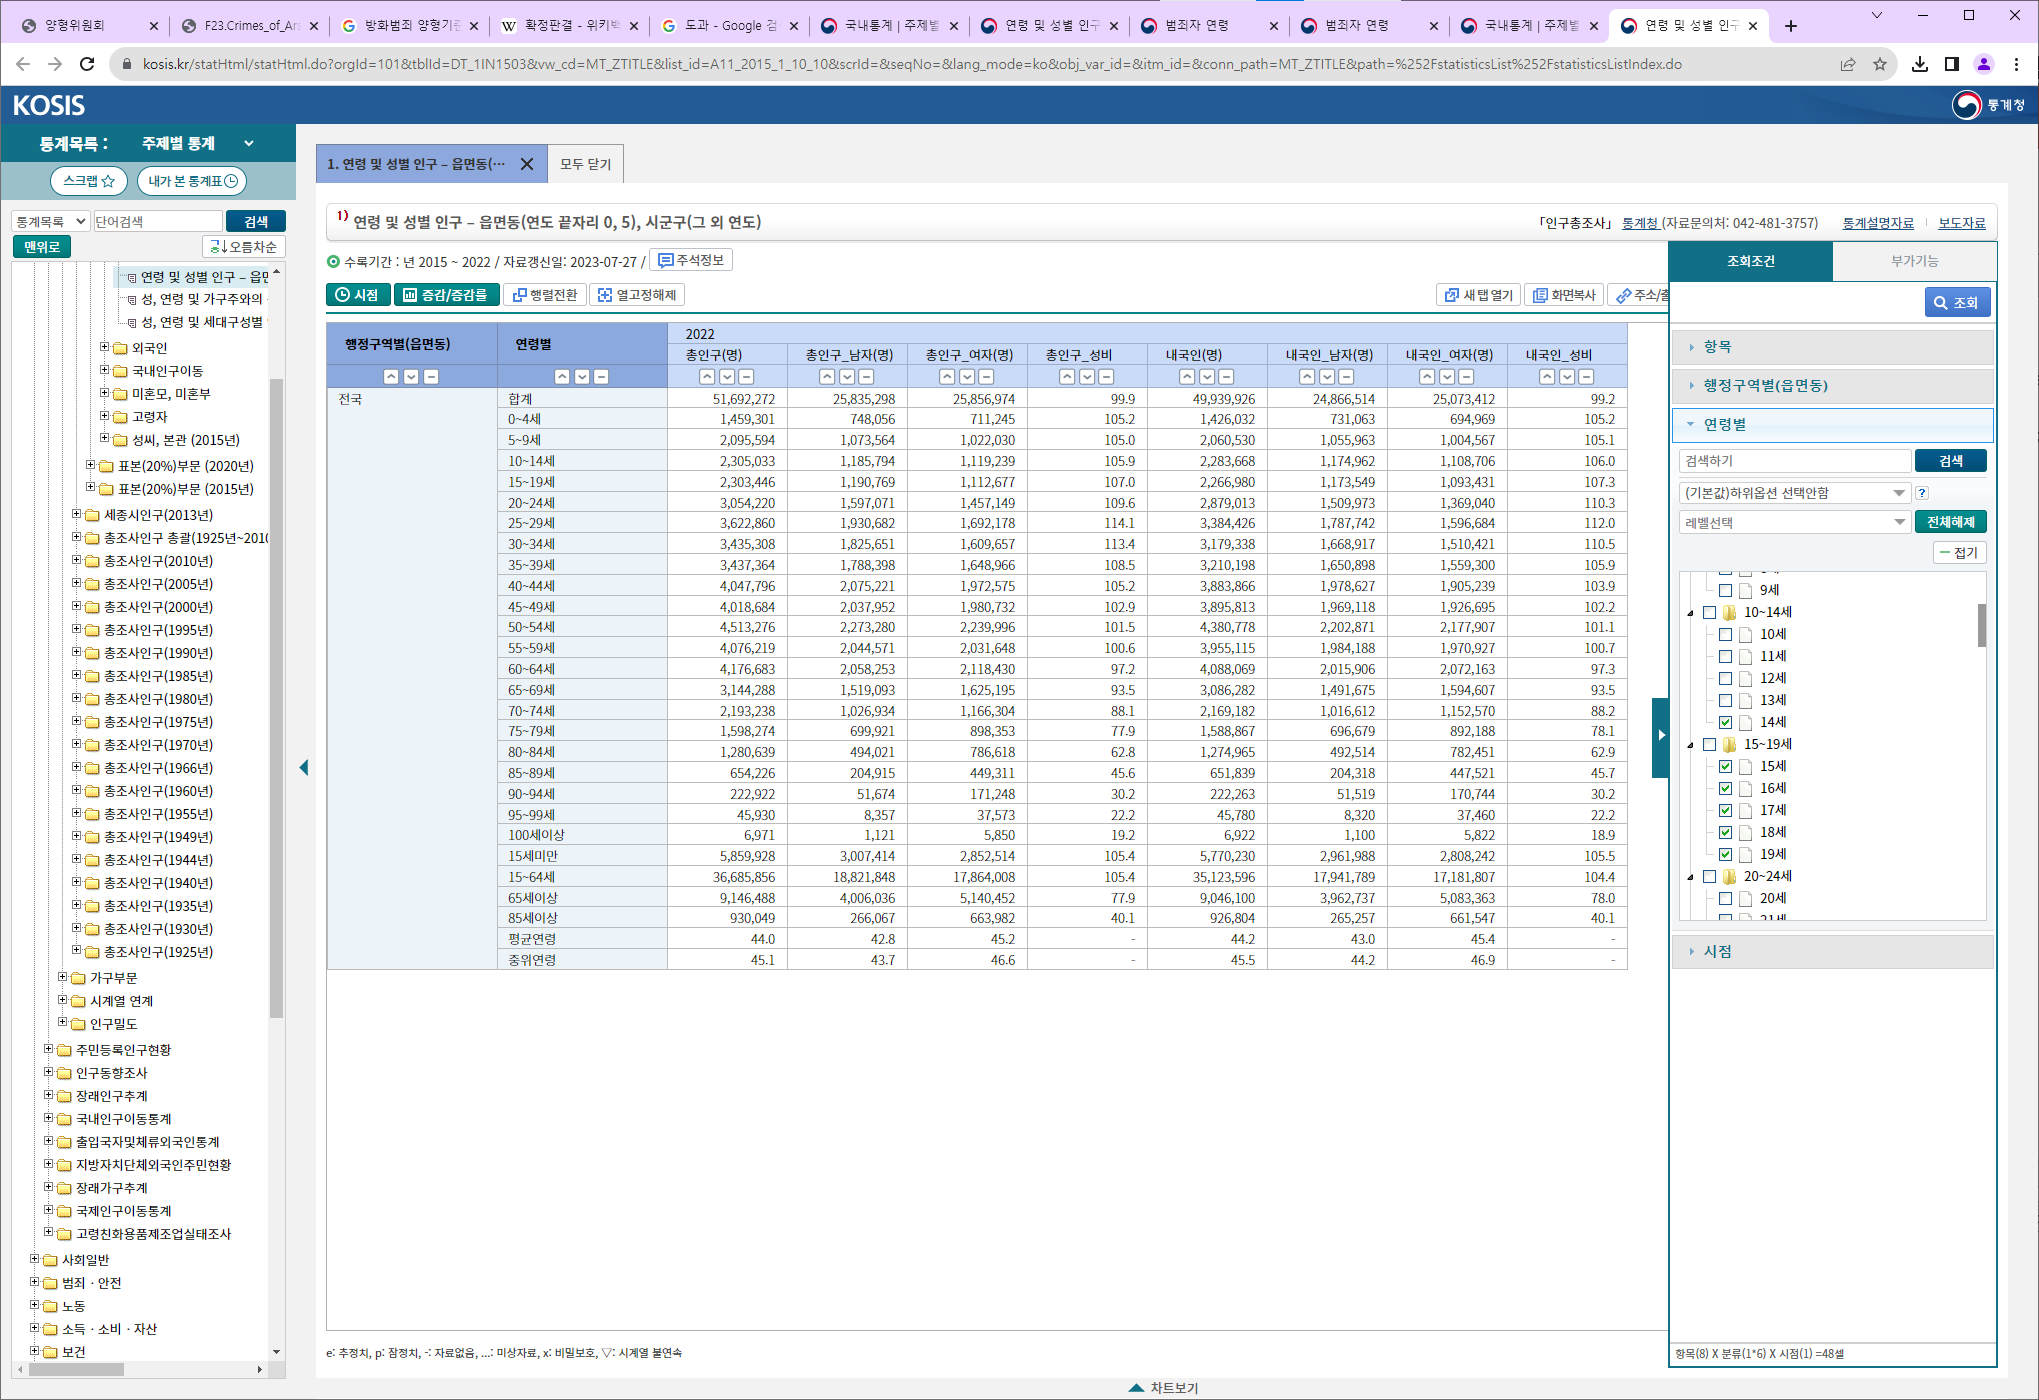 양형위원회
F23.Crimes_of_Ars
방화범죄 양형기준
확정판결 - 위키백
도과 - Google 검
국내통계 | 주제별
연령 및 성별 인구
범죄자 연령
범죄자 연령
국내통계 | 주제별
연령 및 성별 인구
kosis.kr/statHtml/statHtml.do?orgId=101&tblId=DT_1IN1503&vw_cd=MT_ZTITLE&list_id=A11_2015_1_10_10&scrId=&seqNo=&lang_mode=ko&obj_var_id=&itm_id=&conn_path=MT_ZTITLE&path=%252FstatisticsList%252FstatisticsListIndex.do
KOSIS
통계청
통계목록 : 주제별 통계
스크랩 내가 본 통계표
통계목록 단어검색 검색
맨위로 오름차순
연령 및 성별 인구 – 읍면
성, 연령 및 가구주와의
성, 연령 및 세대구성별
외국인
국내인구이동
미혼모, 미혼부
고령자
성씨, 본관 (2015년)
표본(20%)부문 (2020년)
표본(20%)부문 (2015년)
세종시인구(2013년)
총조사인구 총괄(1925년~2010
총조사인구(2010년)
총조사인구(2005년)
총조사인구(2000년)
총조사인구(1995년)
총조사인구(1990년)
총조사인구(1985년)
총조사인구(1980년)
총조사인구(1975년)
총조사인구(1970년)
총조사인구(1966년)
총조사인구(1960년)
총조사인구(1955년)
총조사인구(1949년)
총조사인구(1944년)
총조사인구(1940년)
총조사인구(1935년)
총조사인구(1930년)
총조사인구(1925년)
가구부문
시계열 연계
인구밀도
주민등록인구현황
인구동향조사
장래인구추계
국내인구이동통계
출입국자및체류외국인통계
지방자치단체외국인주민현황
장래가구추계
국제인구이동통계
고령친화용품제조업실태조사
사회일반
범죄 · 안전
노동
소득 · 소비 · 자산
보건
1. 연령 및 성별 인구 – 읍면동(… 모두 닫기
1) 연령 및 성별 인구 – 읍면동(연도 끝자리 0, 5), 시군구(그 외 연도)
「인구총조사」 통계청 (자료문의처: 042-481-3757) 통계설명자료 보도자료
수록기간 : 년 2015 ~ 2022 / 자료갱신일: 2023-07-27 / 주석정보
시점 증감/증감률 행렬전환 열고정해제 새탭열기 화면복사 주소/출
행정구역별(읍면동) 연령별 2022
총인구(명) 총인구_남자(명) 총인구_여자(명) 총인구_성비 내국인(명) 내국인_남자(명) 내국인_여자(명) 내국인_성비
전국 합계 51,692,272 25,835,298 25,856,974 99.9 49,939,926 24,866,514 25,073,412 99.2
0~4세 1,459,301 748,056 711,245 105.2 1,426,032 731,063 694,969 105.2
5~9세 2,095,594 1,073,564 1,022,030 105.0 2,060,530 1,055,963 1,004,567 105.1
10~14세 2,305,033 1,185,794 1,119,239 105.9 2,283,668 1,174,962 1,108,706 106.0
15~19세 2,303,446 1,190,769 1,112,677 107.0 2,266,980 1,173,549 1,093,431 107.3
20~24세 3,054,220 1,597,071 1,457,149 109.6 2,879,013 1,509,973 1,369,040 110.3
25~29세 3,622,860 1,930,682 1,692,178 114.1 3,384,426 1,787,742 1,596,684 112.0
30~34세 3,435,308 1,825,651 1,609,657 113.4 3,179,338 1,668,917 1,510,421 110.5
35~39세 3,437,364 1,788,398 1,648,966 108.5 3,210,198 1,650,898 1,559,300 105.9
40~44세 4,047,796 2,075,221 1,972,575 105.2 3,883,866 1,978,627 1,905,239 103.9
45~49세 4,018,684 2,037,952 1,980,732 102.9 3,895,813 1,969,118 1,926,695 102.2
50~54세 4,513,276 2,273,280 2,239,996 101.5 4,380,778 2,202,871 2,177,907 101.1
55~59세 4,076,219 2,044,571 2,031,648 100.6 3,955,115 1,984,188 1,970,927 100.7
60~64세 4,176,683 2,058,253 2,118,430 97.2 4,088,069 2,015,906 2,072,163 97.3
65~69세 3,144,288 1,519,093 1,625,195 93.5 3,086,282 1,491,675 1,594,607 93.5
70~74세 2,193,238 1,026,934 1,166,304 88.1 2,169,182 1,016,612 1,152,570 88.2
75~79세 1,598,274 699,921 898,353 77.9 1,588,867 696,679 892,188 78.1
80~84세 1,280,639 494,021 786,618 62.8 1,274,965 492,514 782,451 62.9
85~89세 654,226 204,915 449,311 45.6 651,839 204,318 447,521 45.7
90~94세 222,922 51,674 171,248 30.2 222,263 51,519 170,744 30.2
95~99세 45,930 8,357 37,573 22.2 45,780 8,320 37,460 22.2
100세이상 6,971 1,121 5,850 19.2 6,922 1,100 5,822 18.9
15세미만 5,859,928 3,007,414 2,852,514 105.4 5,770,230 2,961,988 2,808,242 105.5
15~64세 36,685,856 18,821,848 17,864,008 105.4 35,123,596 17,941,789 17,181,807 104.4
65세이상 9,146,488 4,006,036 5,140,452 77.9 9,046,100 3,962,737 5,083,363 78.0
85세이상 930,049 266,067 663,982 40.1 926,804 265,257 661,547 40.1
평균연령 44.0 42.8 45.2 - 44.2 43.0 45.4 -
중위연령 45.1 43.7 46.6 - 45.5 44.2 46.9 -
e: 추정치, p: 잠정치, -: 자료없음, ...: 미상자료, x: 비밀보호, ▽: 시계열 불연속
차트보기
조회조건 부가기능
조회
항목
행정구역별(읍면동)
연령별
검색하기 검색
(기본값)하위옵션 선택안함 ?
레벨선택 전체해제
접기
9세
10~14세
10세
11세
12세
13세
14세
15~19세
15세
16세
17세
18세
19세
20~24세
20세
21세
시점
항목(8) X 분류(1*6) X 시점(1) =48셀